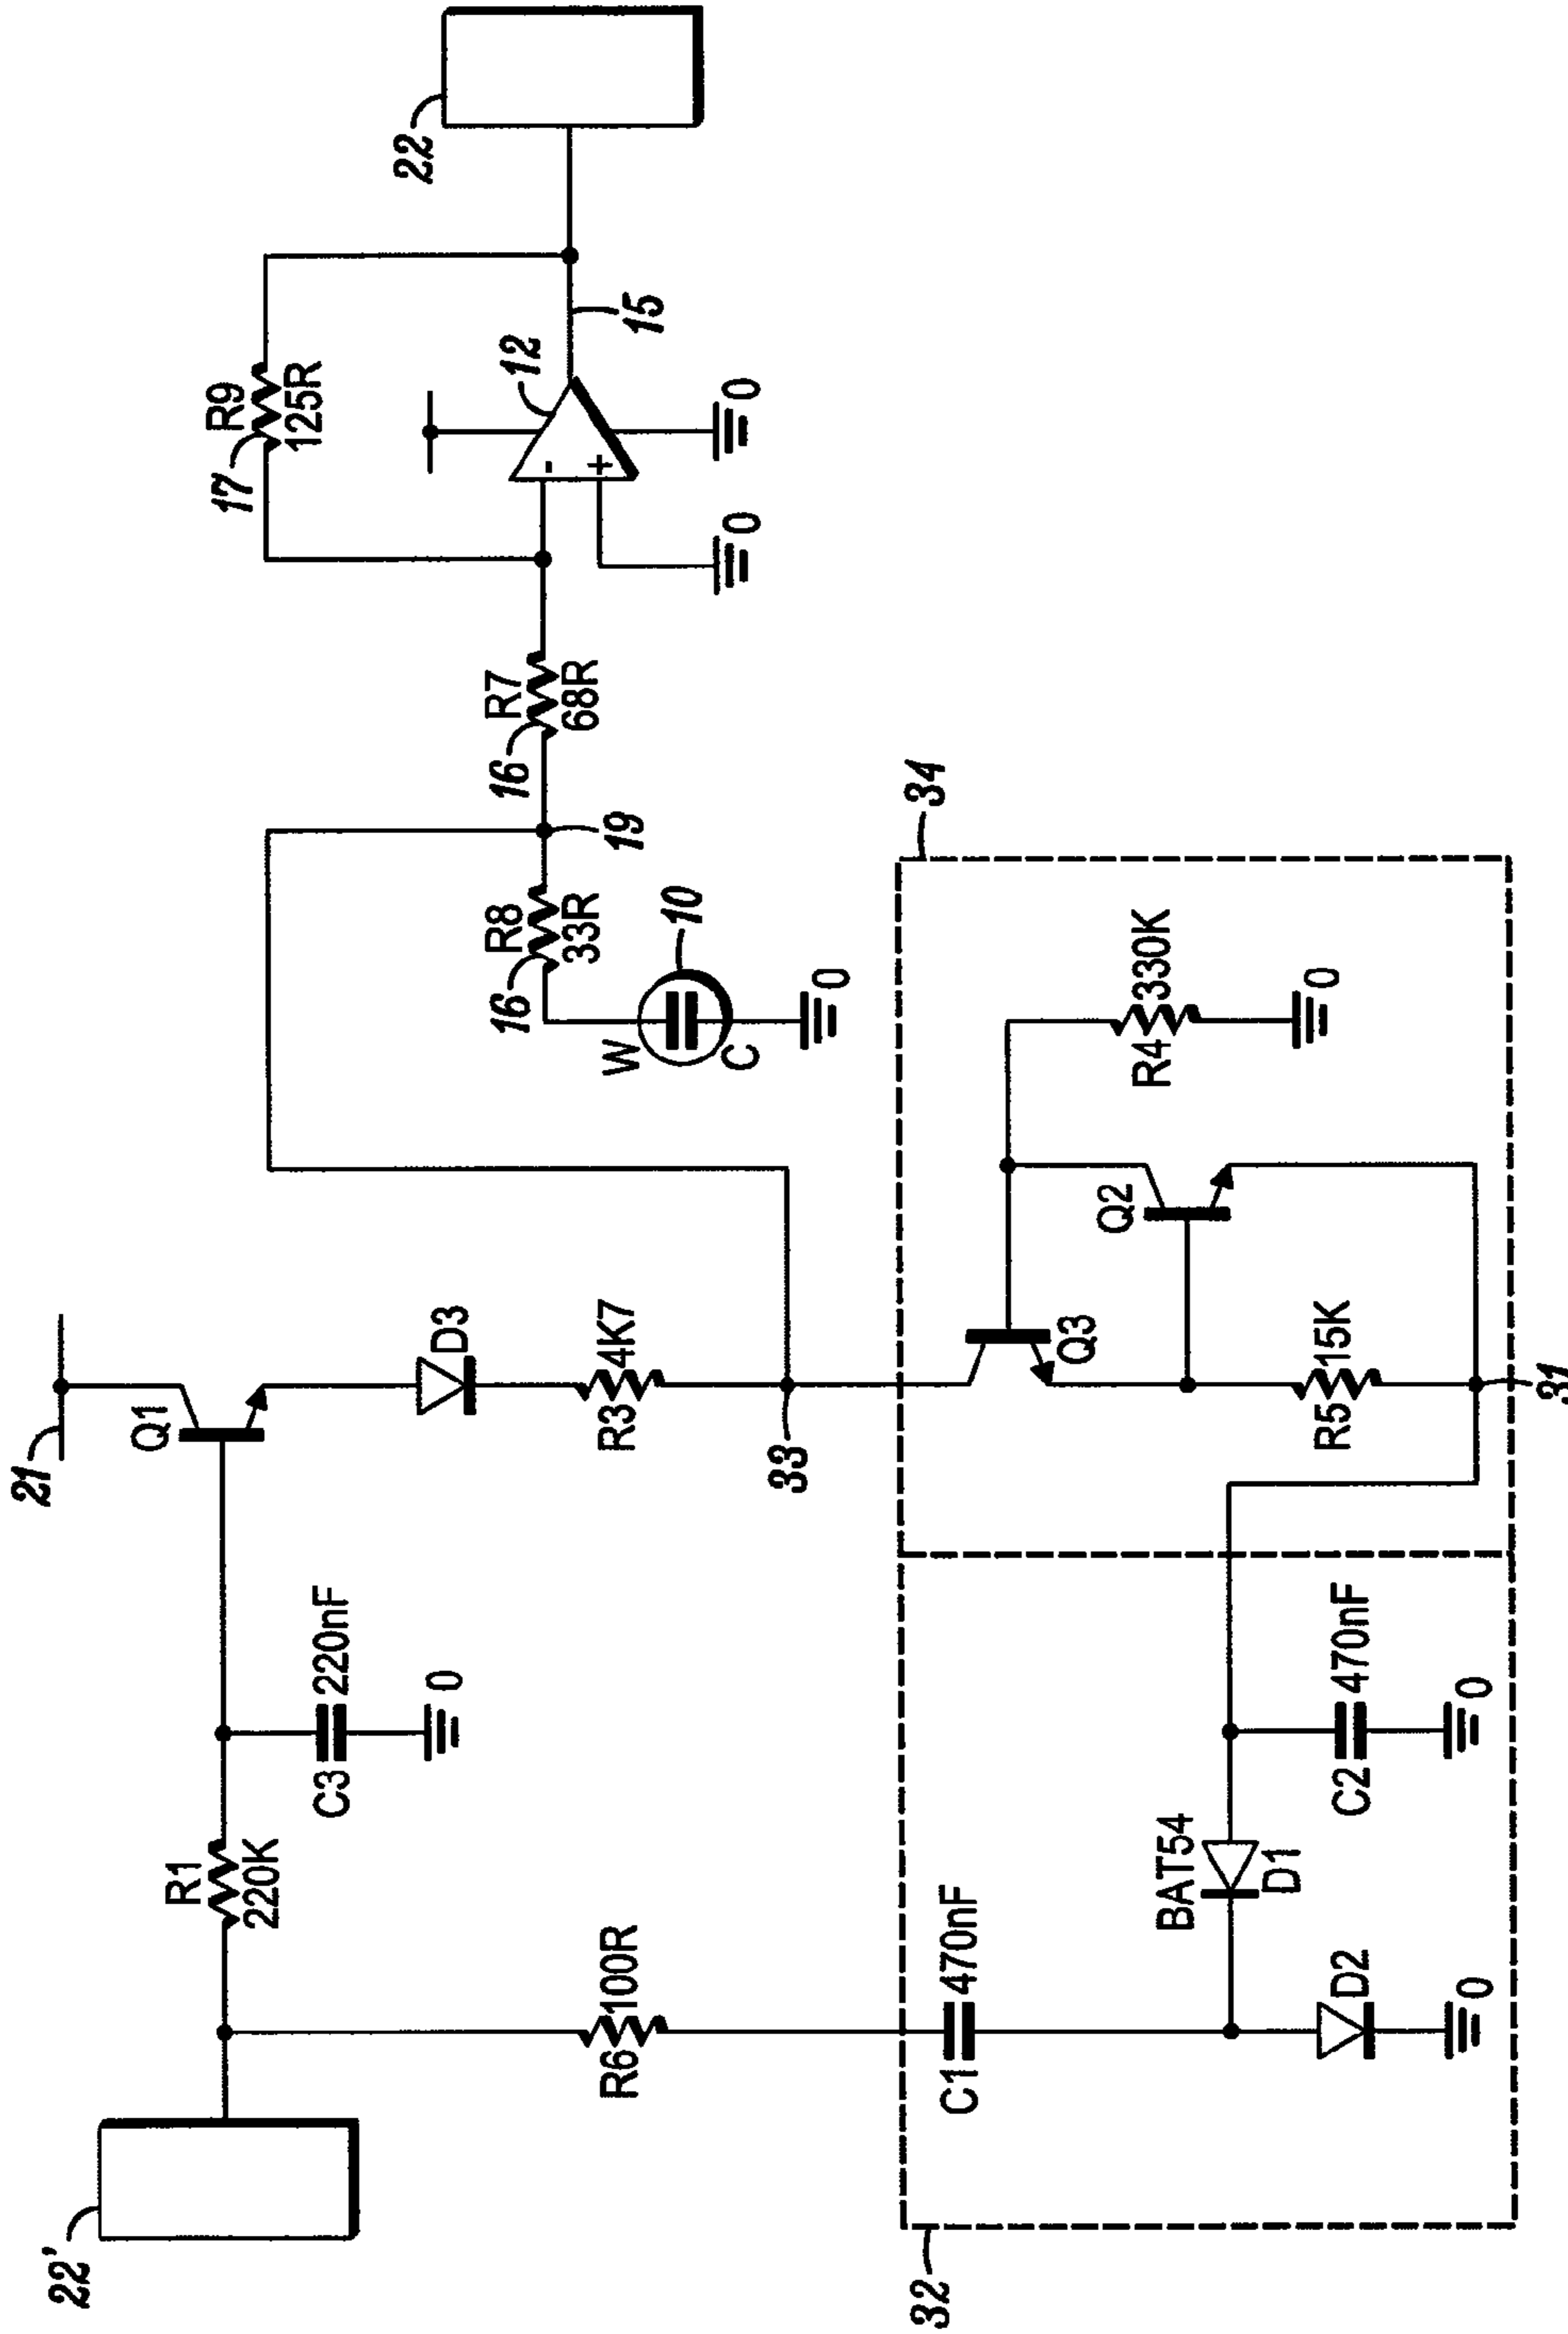 22'
R1
220K
C3 220nF
0
21
Q1
D3
R3 4K7
33
R6 100R
32
C1 470nF
BAT54
D1
D2
0
C2 470nF
0
34
Q3
Q2
R4 330K
0
R5 15K
31
W
C
10
0
16
R8
33R
19
16
R7
68R
17
R9
125R
-
+
12
0
0
15
22